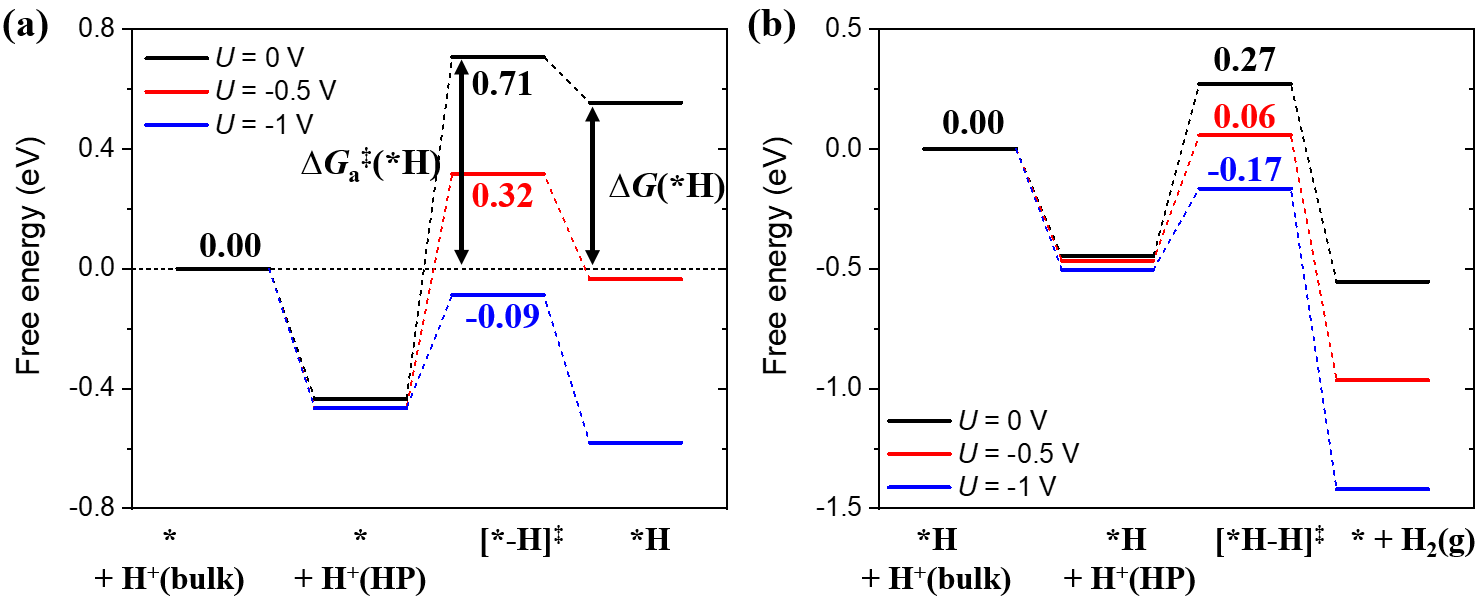 (a)
0.8
0.4
0.0
-0.4
-0.8
Free energy (eV)
U = 0 V
U = -0.5 V
U = -1 V
0.00
0.71
0.32
-0.09
ΔGₐ‡(*H)
ΔG(*H)
*
+ H⁺(bulk)
*
+ H⁺(HP)
[*-H]‡
*H
(b)
0.5
0.0
-0.5
-1.0
-1.5
Free energy (eV)
0.00
0.27
0.06
-0.17
U = 0 V
U = -0.5 V
U = -1 V
*H
+ H⁺(bulk)
*H
+ H⁺(HP)
[*H-H]‡
* + H₂(g)